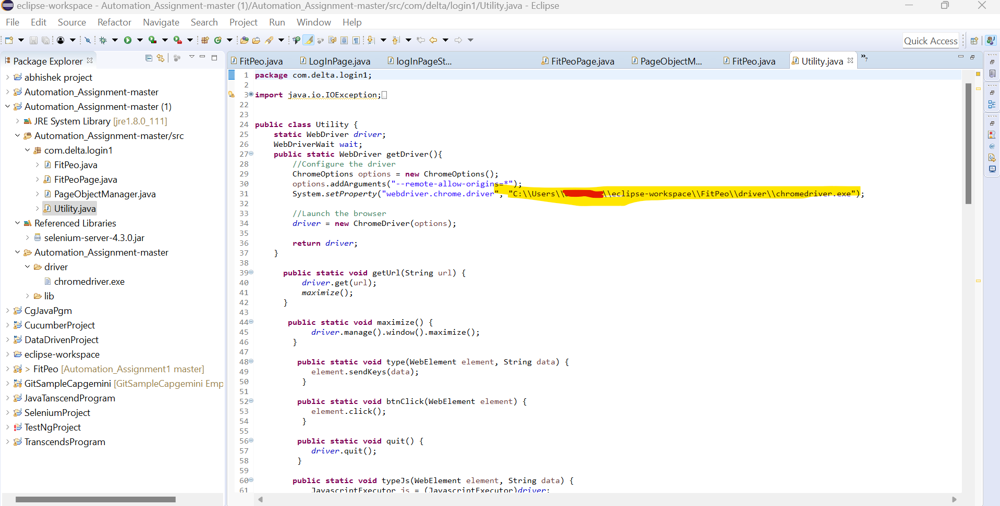 eclipse-workspace - Automation_Assignment-master (1)/Automation_Assignment-master/src/com/delta/login1/Utility.java - Eclipse
File Edit Source Refactor Navigate Search Project Run Window Help
Quick Access
Package Explorer
FitPeo.java LogInPage.java logInPageSt... FitPeoPage.java PageObjectM... FitPeo.java Utility.java »7
abhishek project
Automation_Assignment-master
Automation_Assignment-master (1)
JRE System Library [jre1.8.0_111]
Automation_Assignment-master/src
com.delta.login1
FitPeo.java
FitPeoPage.java
PageObjectManager.java
Utility.java
Referenced Libraries
selenium-server-4.3.0.jar
Automation_Assignment-master
driver
chromedriver.exe
lib
CgJavaPgm
CucumberProject
DataDrivenProject
eclipse-workspace
> FitPeo [Automation_Assignment1 master]
GitSampleCapgemini [GitSampleCapgemini Emp
JavaTanscendProgram
SeleniumProject
TestNgProject
TranscendsProgram
1 package com.delta.login1;
2
3 import java.io.IOException;
22
23
24 public class Utility {
25 static WebDriver driver;
26 WebDriverWait wait;
27 public static WebDriver getDriver(){
28 //Configure the driver
29 ChromeOptions options = new ChromeOptions();
30 options.addArguments("--remote-allow-origins=*");
31 System.setProperty("webdriver.chrome.driver", "C:\\Users\\ \\eclipse-workspace\\FitPeo\\driver\\chromedriver.exe");
32
33 //Launch the browser
34 driver = new ChromeDriver(options);
35
36 return driver;
37 }
38
39 public static void getUrl(String url) {
40 driver.get(url);
41 maximize();
42 }
43
44 public static void maximize() {
45 driver.manage().window().maximize();
46 }
47
48 public static void type(WebElement element, String data) {
49 element.sendKeys(data);
50 }
51
52 public static void btnClick(WebElement element) {
53 element.click();
54 }
55
56 public static void quit() {
57 driver.quit();
58 }
59
60 public static void typeJs(WebElement element, String data) {
61 JavascriptExecutor js = (JavascriptExecutor)driver;